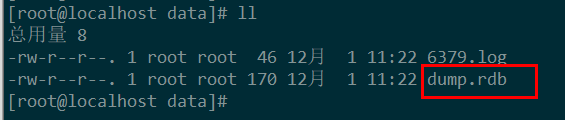 [root@localhost data]# ll
总用量 8
-rw-r--r--. 1 root root  46 12月  1 11:22 6379.log
-rw-r--r--. 1 root root 170 12月  1 11:22 dump.rdb
[root@localhost data]#